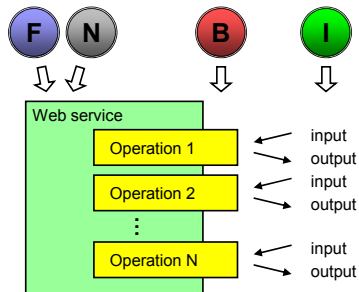 F N B I
Web service
Operation 1
input
output
Operation 2
input
output
⋮
Operation N
input
output